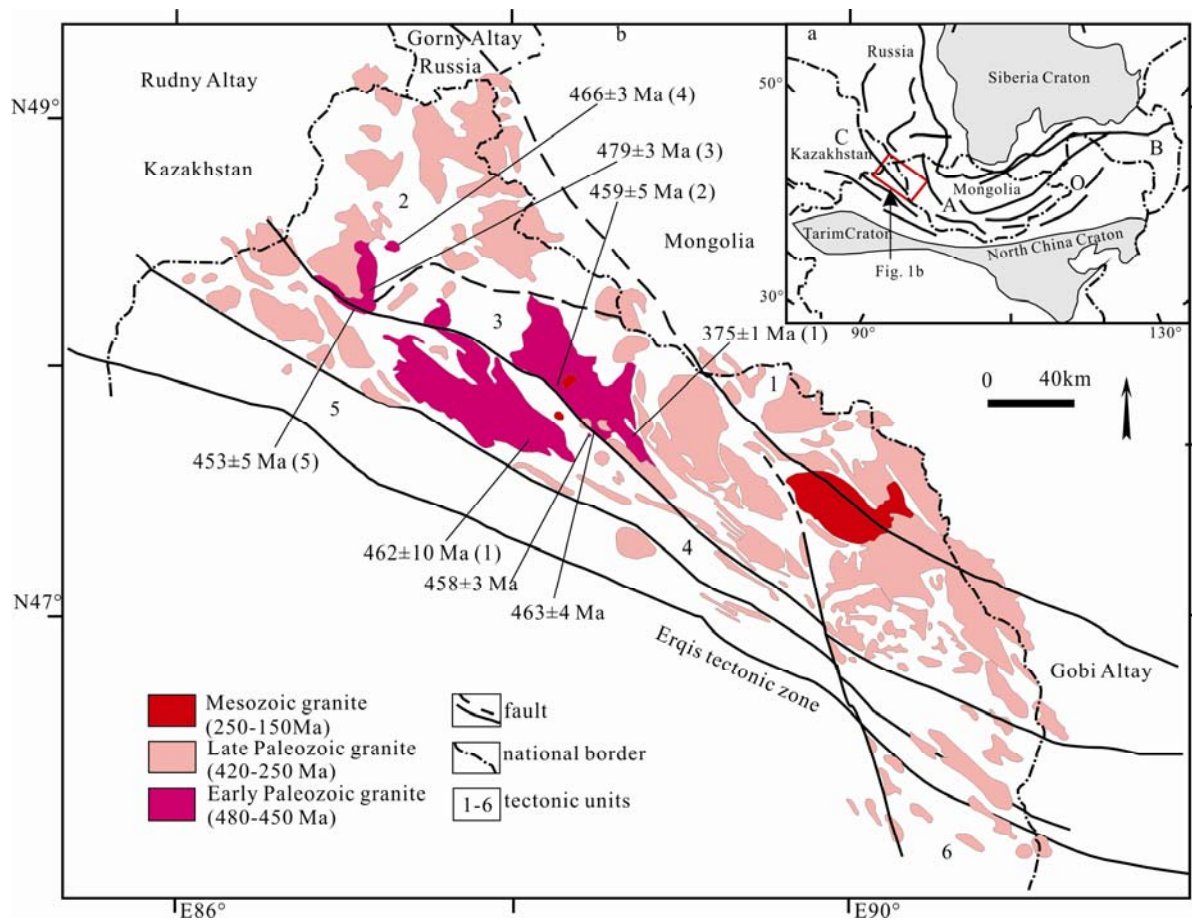 Gorny Altay
Russia
b
Rudny Altay
N49°
Kazakhstan
466±3 Ma (4)
479±3 Ma (3)
459±5 Ma (2)
2
Mongolia
3
375±1 Ma (1)
1
0 40km
5
453±5 Ma (5)
462±10 Ma (1)
458±3 Ma
463±4 Ma
4
N47°
Erqis tectonic zone
Gobi Altay
6
E86°
E90°
a
Russia
50°
Siberia Craton
C
Kazakhstan
B
Mongolia
O
A
TarimCraton
North China Craton
Fig. 1b
30°
90°
130°
Mesozoic granite
(250-150Ma)
Late Paleozoic granite
(420-250 Ma)
Early Paleozoic granite
(480-450 Ma)
fault
national border
1-6 tectonic units